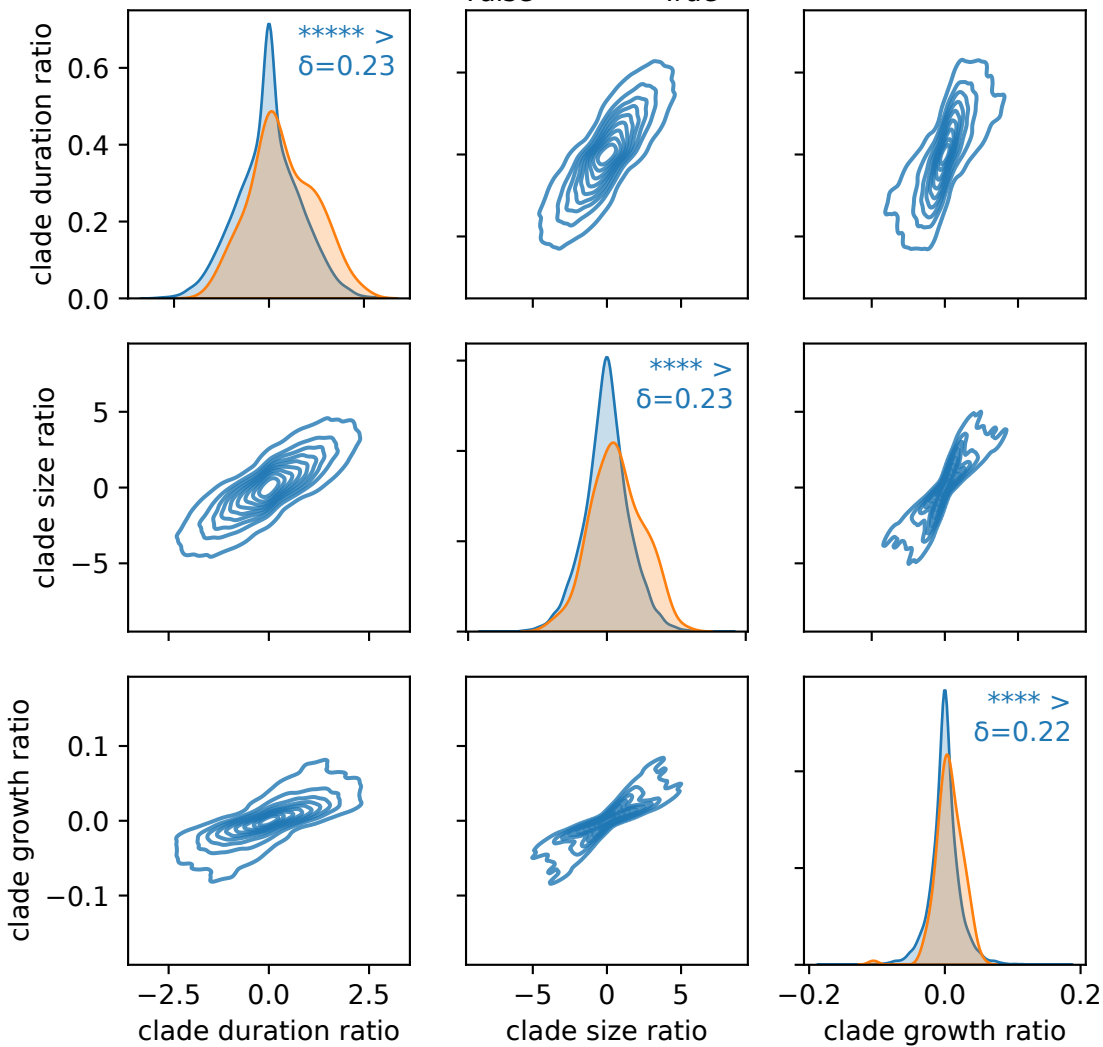 clade duration ratio
0.6
0.4
0.2
0.0
***** >
δ=0.23
clade size ratio
5
0
−5
**** >
δ=0.23
clade growth ratio
0.1
0.0
−0.1
**** >
δ=0.22
−2.5 0.0 2.5
−5 0 5
−0.2 0.0 0.2
clade duration ratio
clade size ratio
clade growth ratio